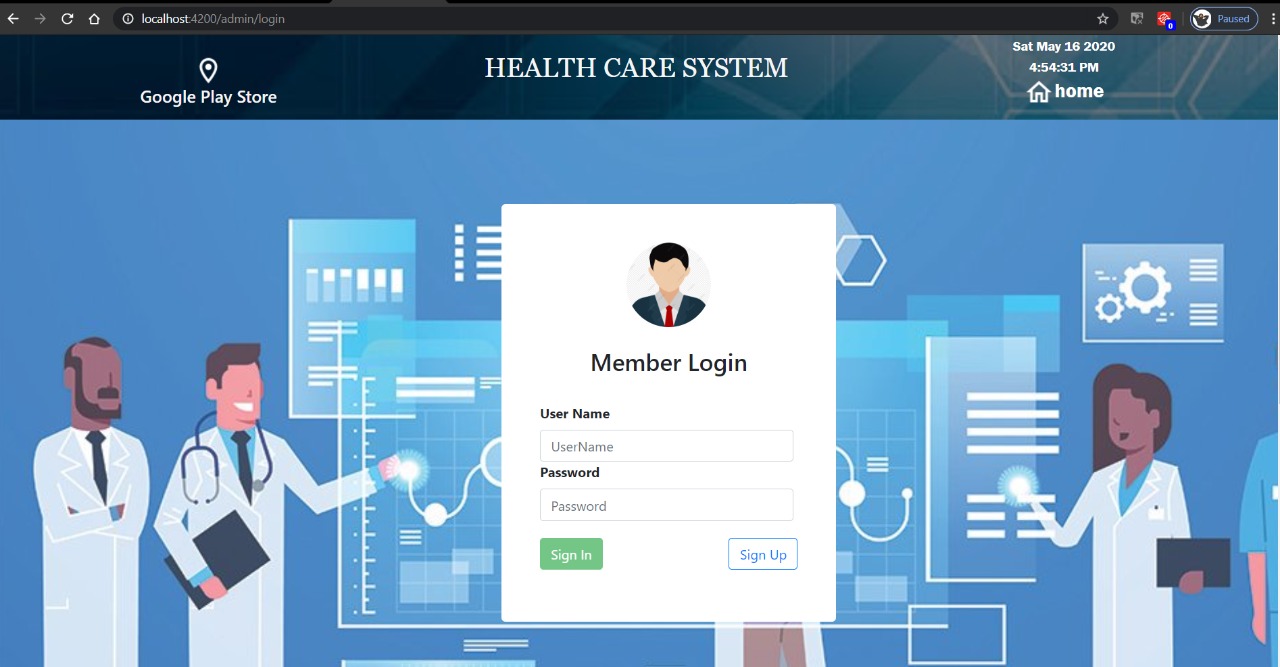 localhost:4200/admin/login
Paused
0
Sat May 16 2020
4:54:31 PM
home
HEALTH CARE SYSTEM
Google Play Store
Member Login
User Name
UserName
Password
Password
Sign In
Sign Up